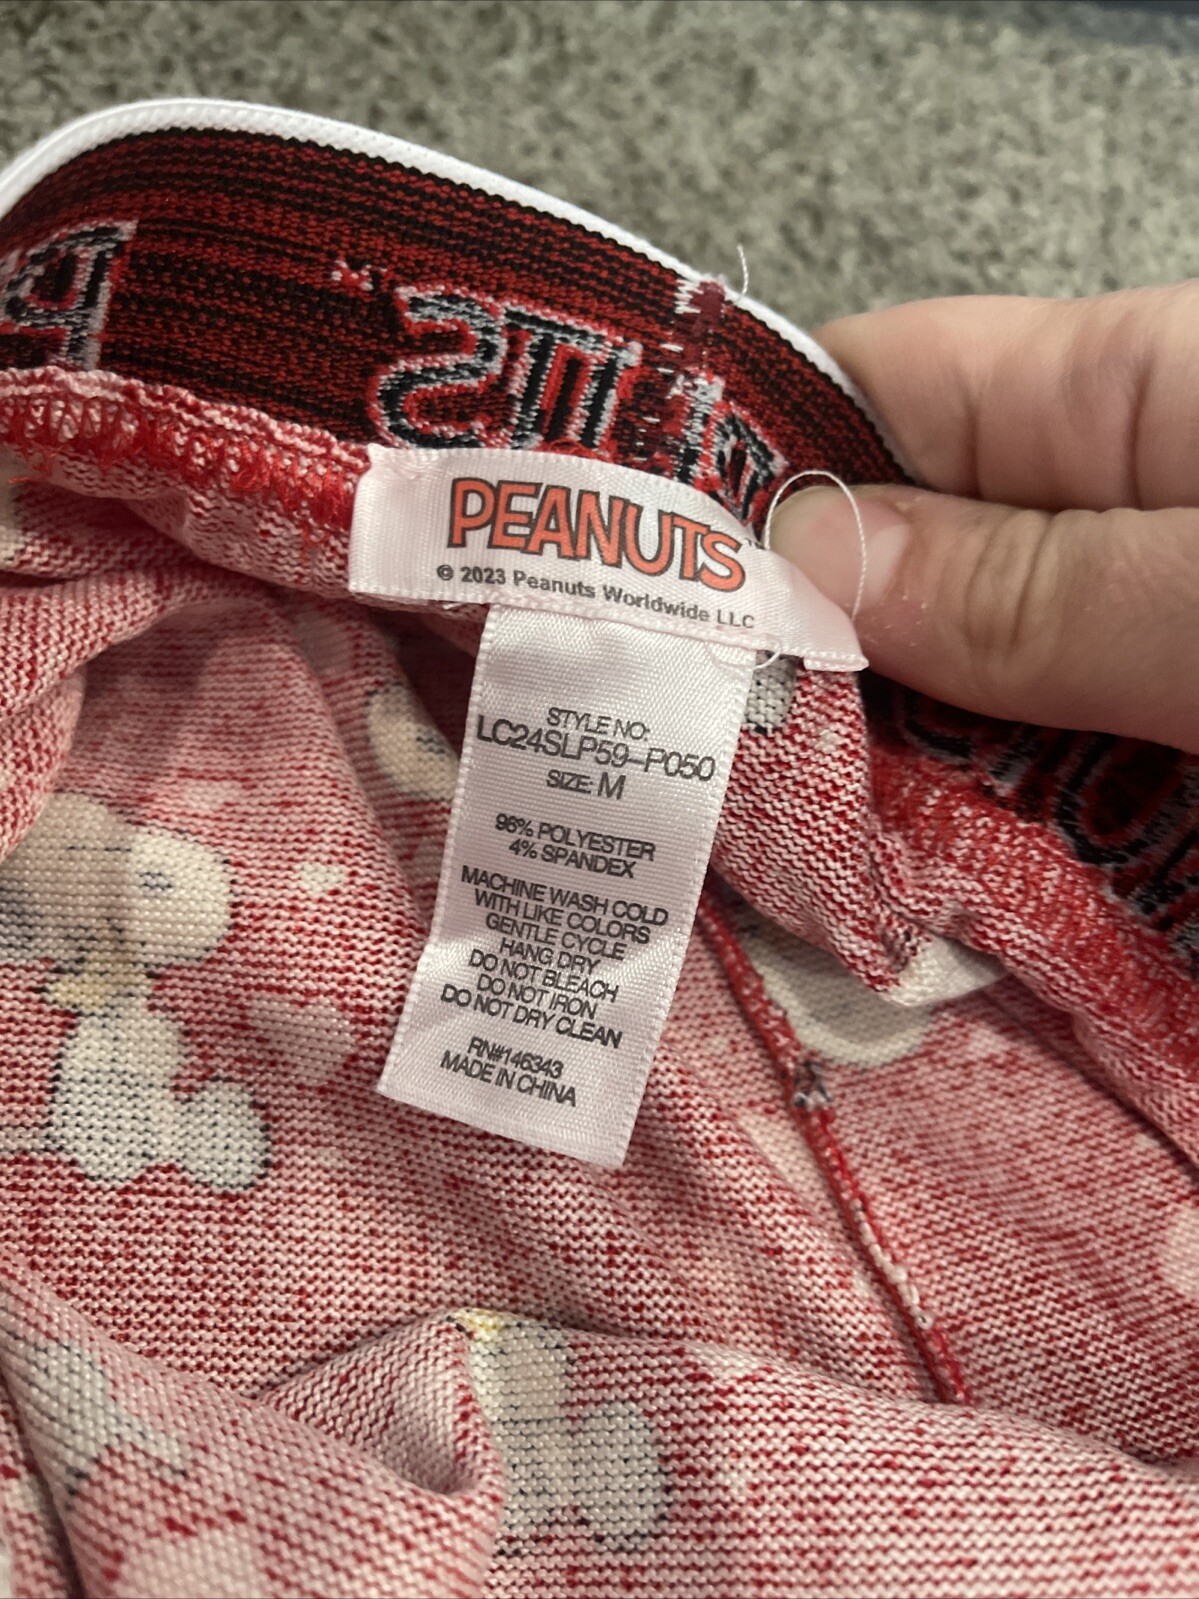 PEANUTS
© 2023 Peanuts Worldwide LLC
STYLE NO:
LC24SLP59-P050
SIZE: M
96% POLYESTER
4% SPANDEX
MACHINE WASH COLD
WITH LIKE COLORS
GENTLE CYCLE
HANG DRY
DO NOT BLEACH
DO NOT IRON
DO NOT DRY CLEAN
RN#146343
MADE IN CHINA